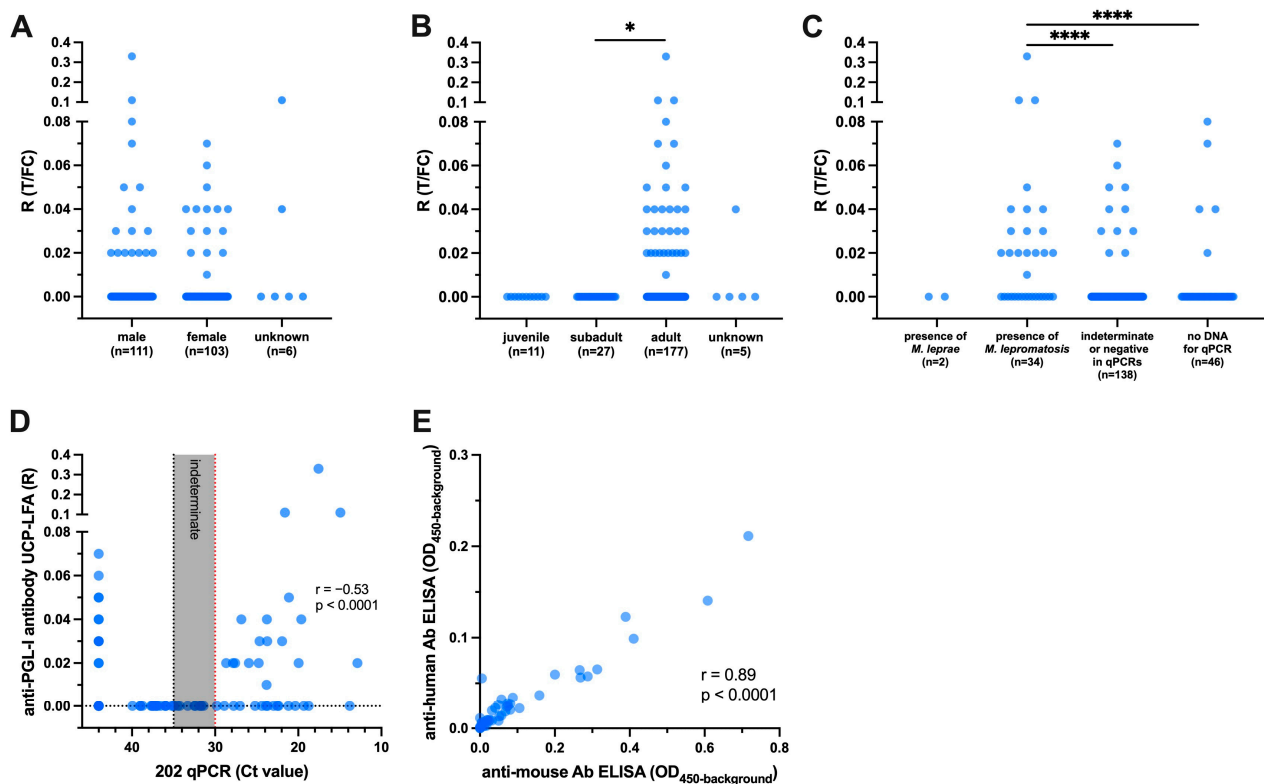 A
R (T/FC)
0.4
0.3
0.2
0.1
0.08
0.06
0.04
0.02
0.00
male female unknown
(n=111) (n=103) (n=6)
B
*
R (T/FC)
0.4
0.3
0.2
0.1
0.08
0.06
0.04
0.02
0.00
juvenile subadult adult unknown
(n=11) (n=27) (n=177) (n=5)
C
****
****
R (T/FC)
0.4
0.3
0.2
0.1
0.08
0.06
0.04
0.02
0.00
presence of
M. leprae
(n=2)
presence of
M. lepromatosis
(n=34)
indeterminate
or negative
in qPCRs
(n=138)
no DNA
for qPCR
(n=46)
D
anti-PGL-I antibody UCP-LFA (R)
0.4
0.3
0.2
0.1
0.08
0.06
0.04
0.02
0.00
indeterminate
r = −0.53
p < 0.0001
40 30 20 10
202 qPCR (Ct value)
E
anti-human Ab ELISA (OD450-background)
0.3
0.2
0.1
0.0
r = 0.89
p < 0.0001
0.0 0.2 0.4 0.6 0.8
anti-mouse Ab ELISA (OD450-background)